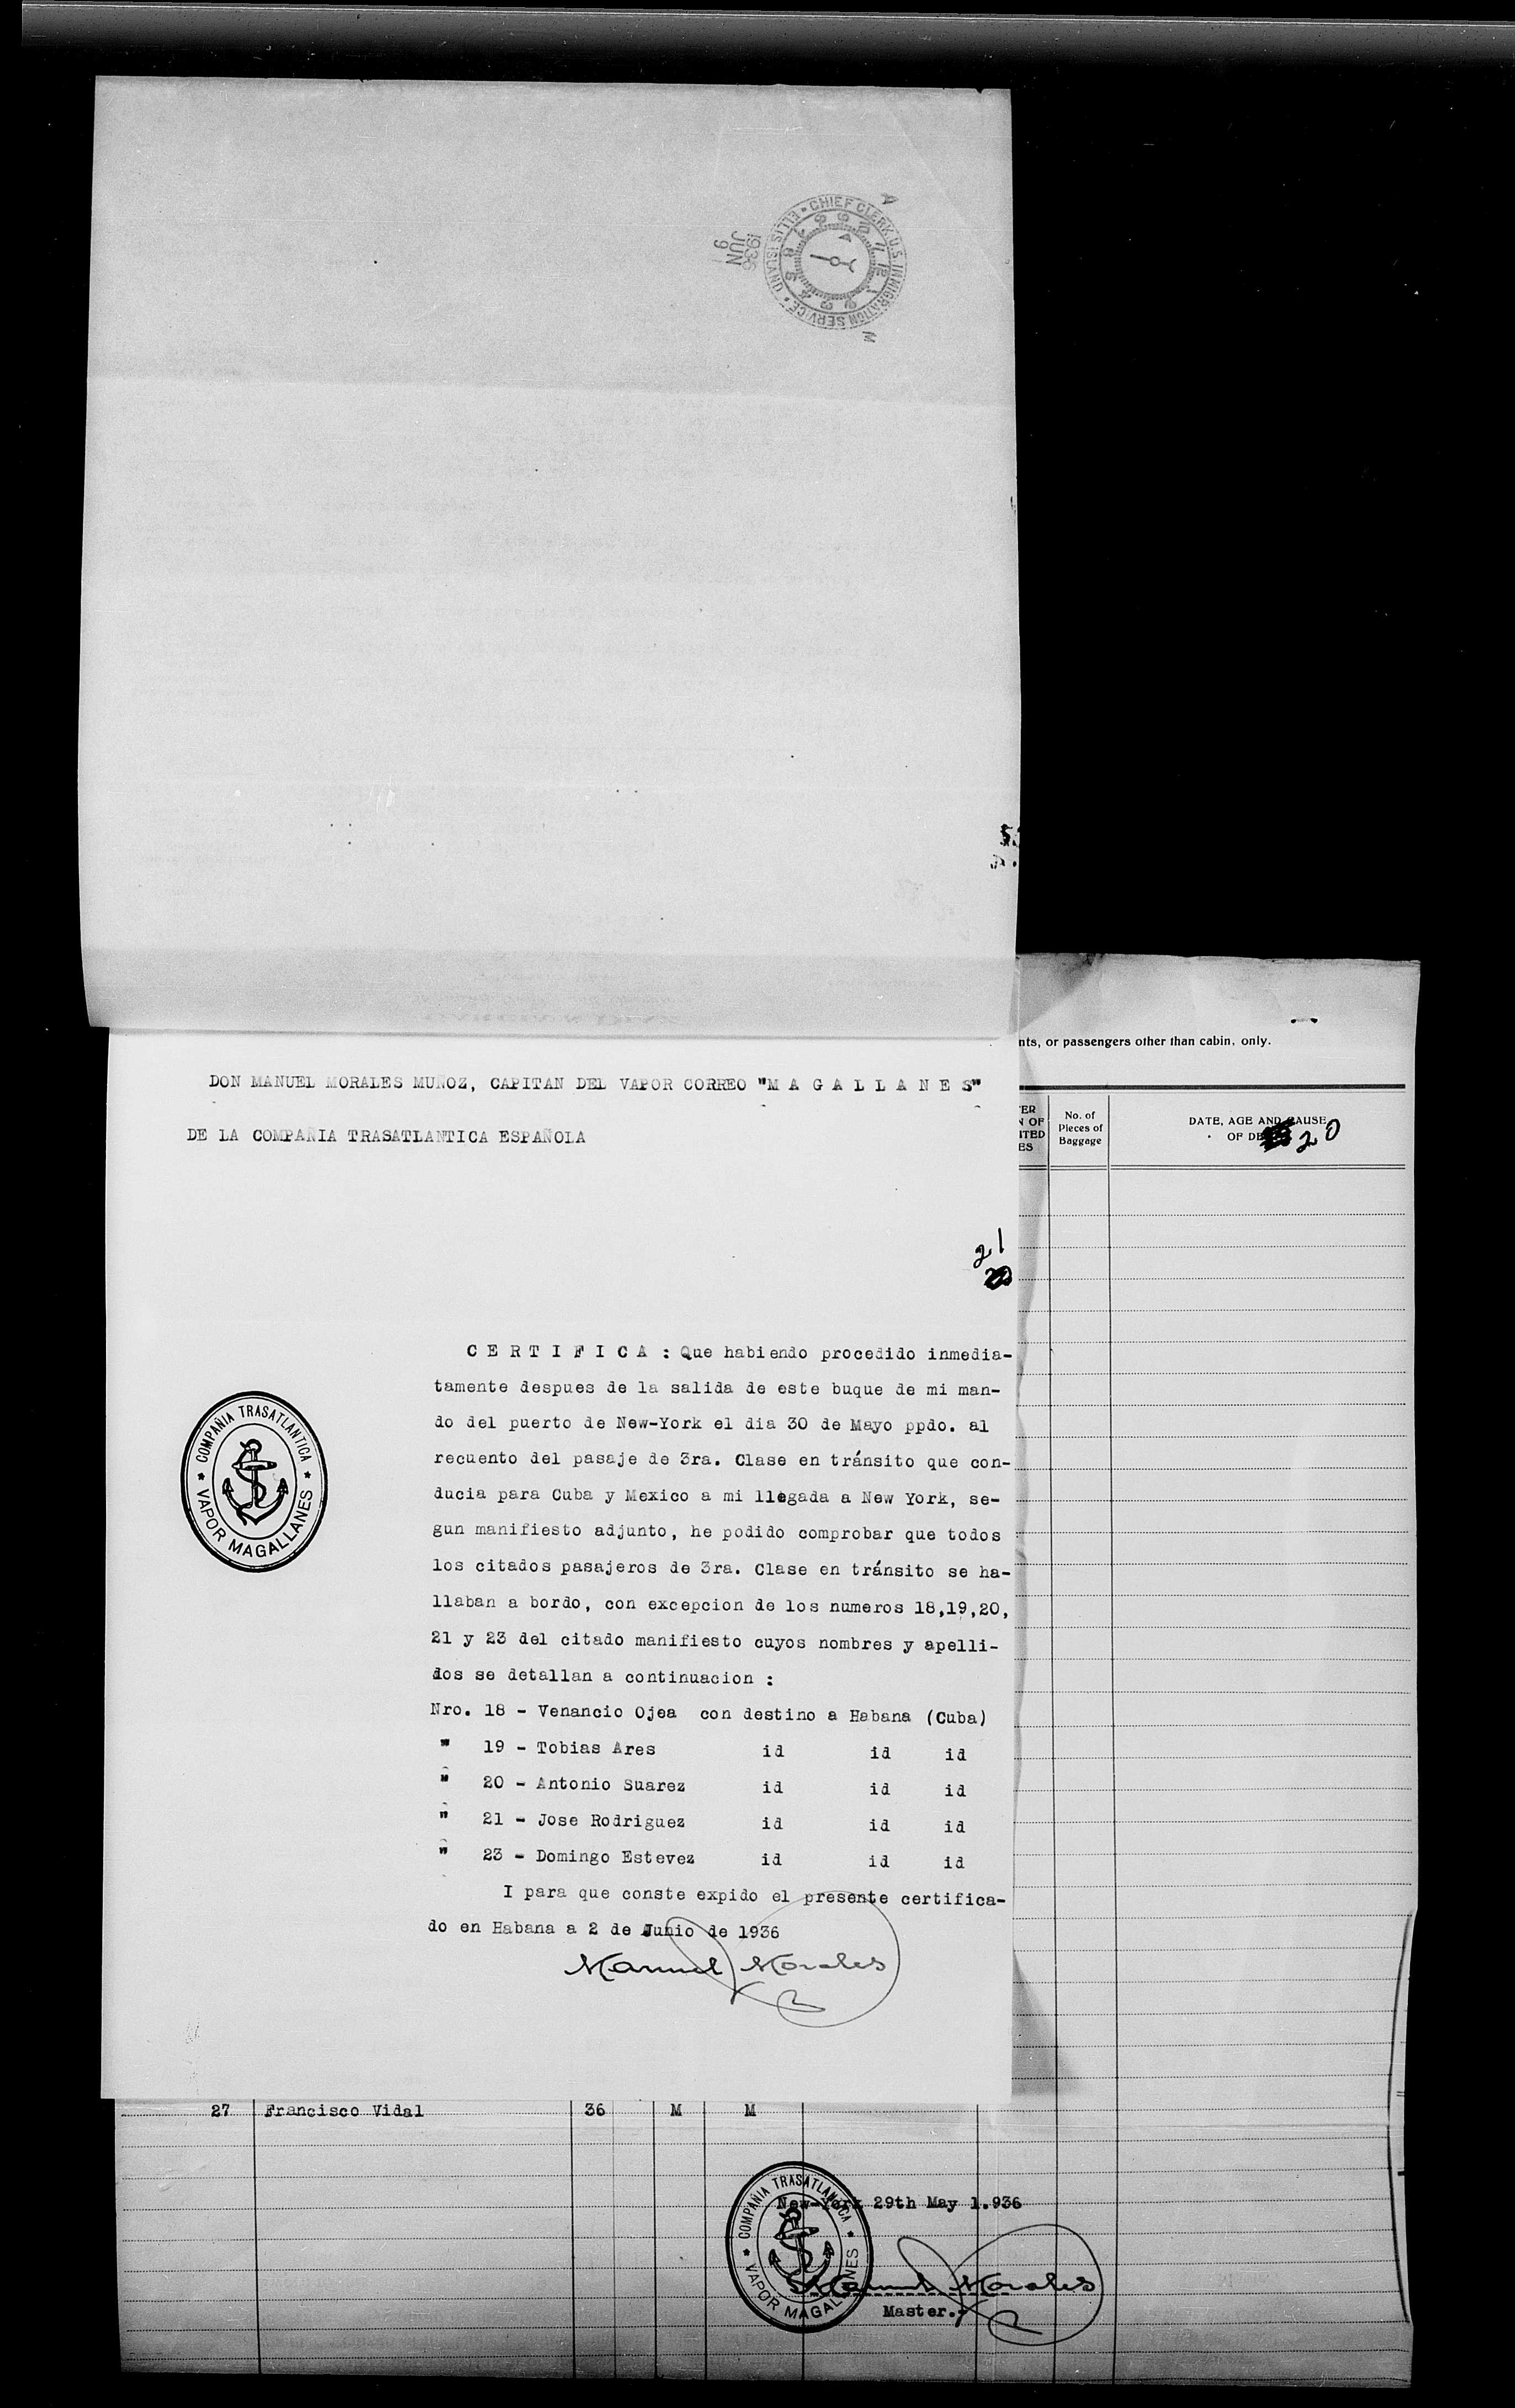 CHIEF CLERK U.S. IMMIGRATION SERVICE • ELLIS ISLAND •
1936
JUN
9
nts, or passengers other than cabin, only.
DON MANUEL MORALES MUÑOZ, CAPITAN DEL VAPOR CORREO "M A G A L L A N E S"
DE LA COMPAÑIA TRASATLANTICA ESPAÑOLA
No. of
Pieces of
Baggage
DATE, AGE AND CAUSE
OF DE
20
21
20
C E R T I F I C A : Que habiendo procedido inmedia-
tamente despues de la salida de este buque de mi man-
do del puerto de New-York el dia 30 de Mayo ppdo. al
recuento del pasaje de 3ra. Clase en tránsito que con-
ducia para Cuba y Mexico a mi llegada a New York, se-
gun manifiesto adjunto, he podido comprobar que todos
los citados pasajeros de 3ra. Clase en tránsito se ha-
llaban a bordo, con excepcion de los numeros 18,19,20,
21 y 23 del citado manifiesto cuyos nombres y apelli-
dos se detallan a continuacion :
Nro. 18 - Venancio Ojea con destino a Habana (Cuba)
" 19 - Tobias Ares id id id
" 20 - Antonio Suarez id id id
" 21 - Jose Rodriguez id id id
" 23 - Domingo Estevez id id id
I para que conste expido el presente certifica-
do en Habana a 2 de Junio de 1936
Manuel Morales
COMPAÑIA TRASATLANTICA
* VAPOR MAGALLANES *
27 Francisco Vidal 36 M M
COMPAÑIA TRASATLANTICA
* VAPOR MAGALLANES *
New-York 29th May 1.936
Manuel Morales
Master.